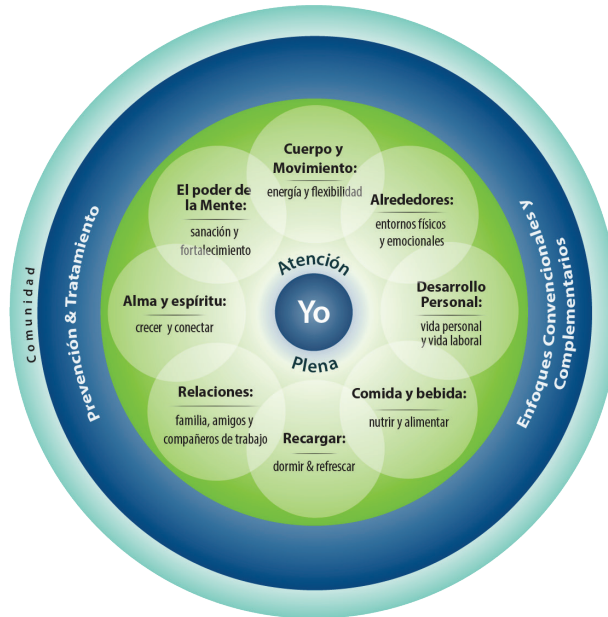 Cuerpo y
Movimiento:
energía y flexibilidad
El poder de
la Mente:
sanación y
fortalecimiento
Alrededores:
entornos físicos
y emocionales
Atención
Yo
Plena
Alma y espíritu:
crecer y conectar
Desarrollo
Personal:
vida personal
y vida laboral
Relaciones:
familia, amigos y
compañeros de trabajo
Comida y bebida:
nutrir y alimentar
Recargar:
dormir & refrescar
Prevención & Tratamiento
Enfoques Convencionales y
Complementarios
Comunidad